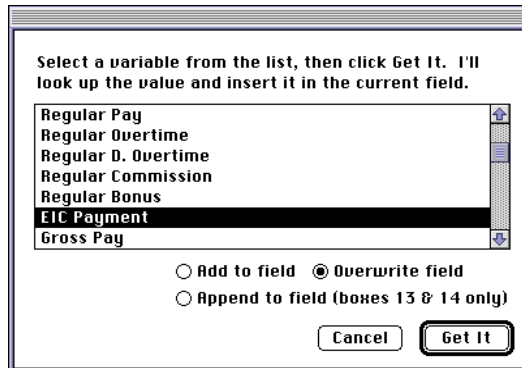 Select a variable from the list, then click Get It.  I'll
look up the value and insert it in the current field.
Regular Pay
Regular Overtime
Regular D. Overtime
Regular Commission
Regular Bonus
EIC Payment
Gross Pay
Add to field Overwrite field
Append to field (boxes 13 & 14 only)
Cancel Get It